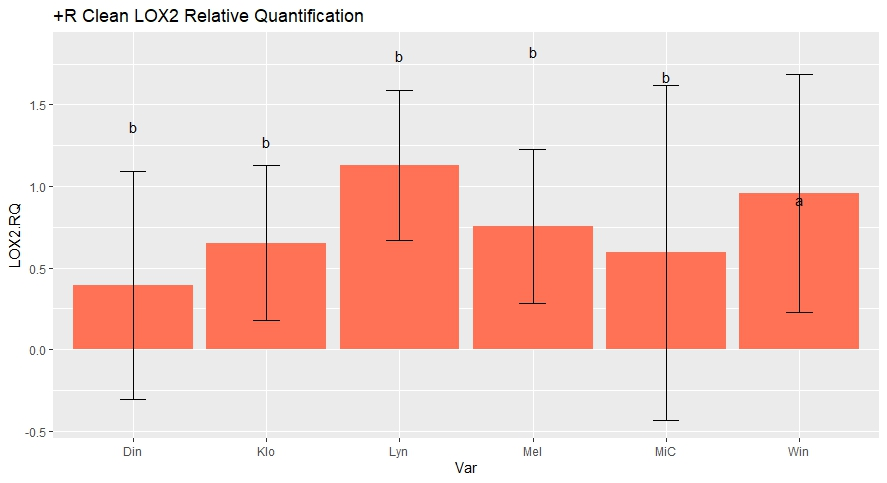 +R Clean LOX2 Relative Quantification
LOX2.RQ
b b b b b a
1.5
1.0
0.5
0.0
-0.5
Din Klo Lyn Mel MiC Win
Var